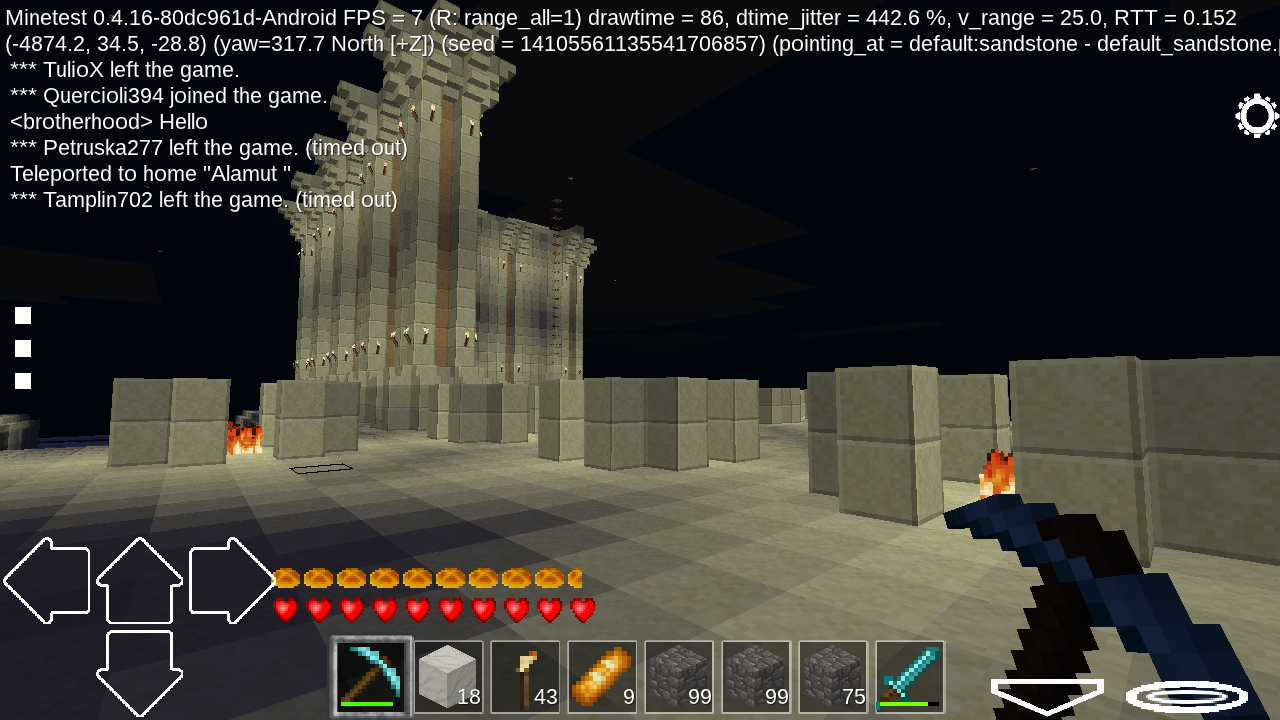 Minetest 0.4.16-80dc961d-Android FPS = 7 (R: range_all=1) drawtime = 86, dtime_jitter = 442.6 %, v_range = 25.0, RTT = 0.152
(-4874.2, 34.5, -28.8) (yaw=317.7 North [+Z]) (seed = 14105561135541706857) (pointing_at = default:sandstone - default_sandstone.p
*** TulioX left the game.
*** Quercioli394 joined the game.
<brotherhood> Hello
*** Petruska277 left the game. (timed out)
Teleported to home "Alamut "
*** Tamplin702 left the game. (timed out)
18 43 9 99 99 75